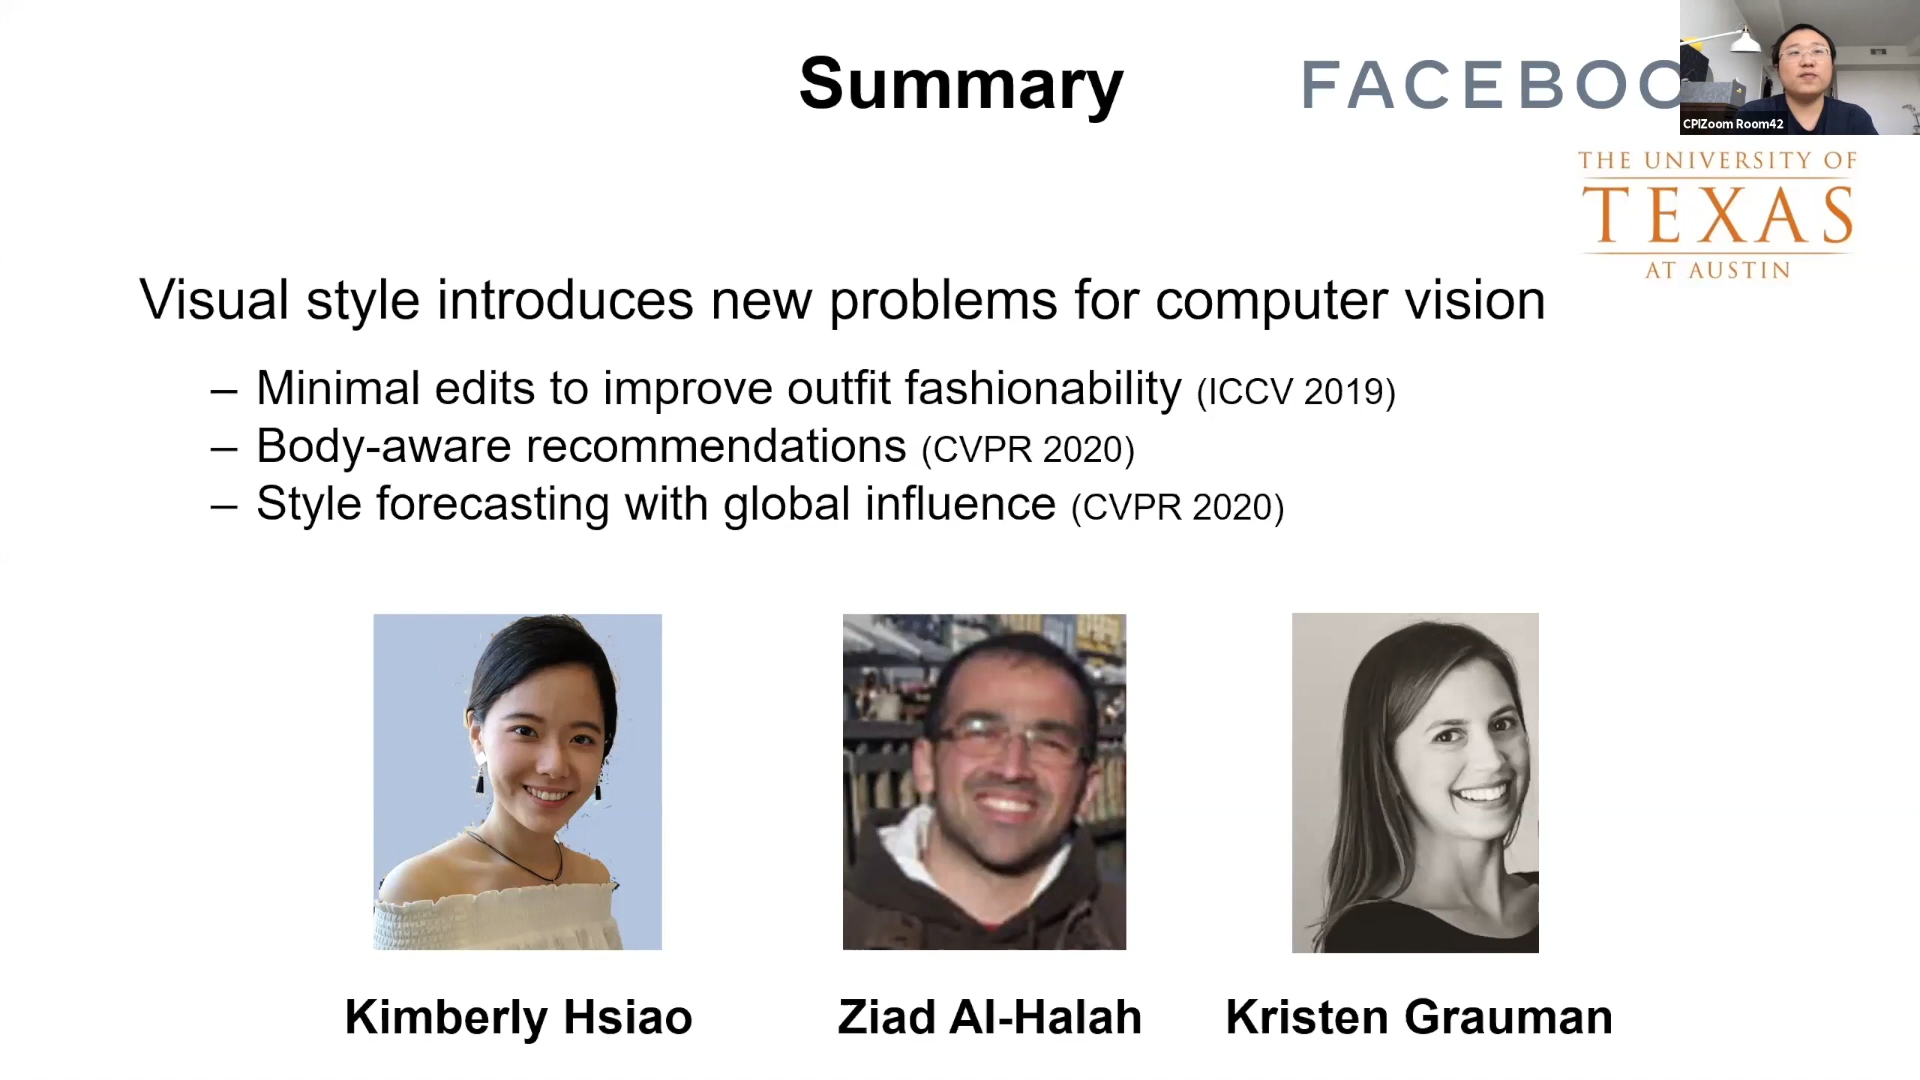 Summary
FACEBOO
CPIZoom Room42
THE UNIVERSITY OF
TEXAS
AT AUSTIN
Visual style introduces new problems for computer vision
– Minimal edits to improve outfit fashionability (ICCV 2019)
– Body-aware recommendations (CVPR 2020)
– Style forecasting with global influence (CVPR 2020)
Kimberly Hsiao
Ziad Al-Halah
Kristen Grauman